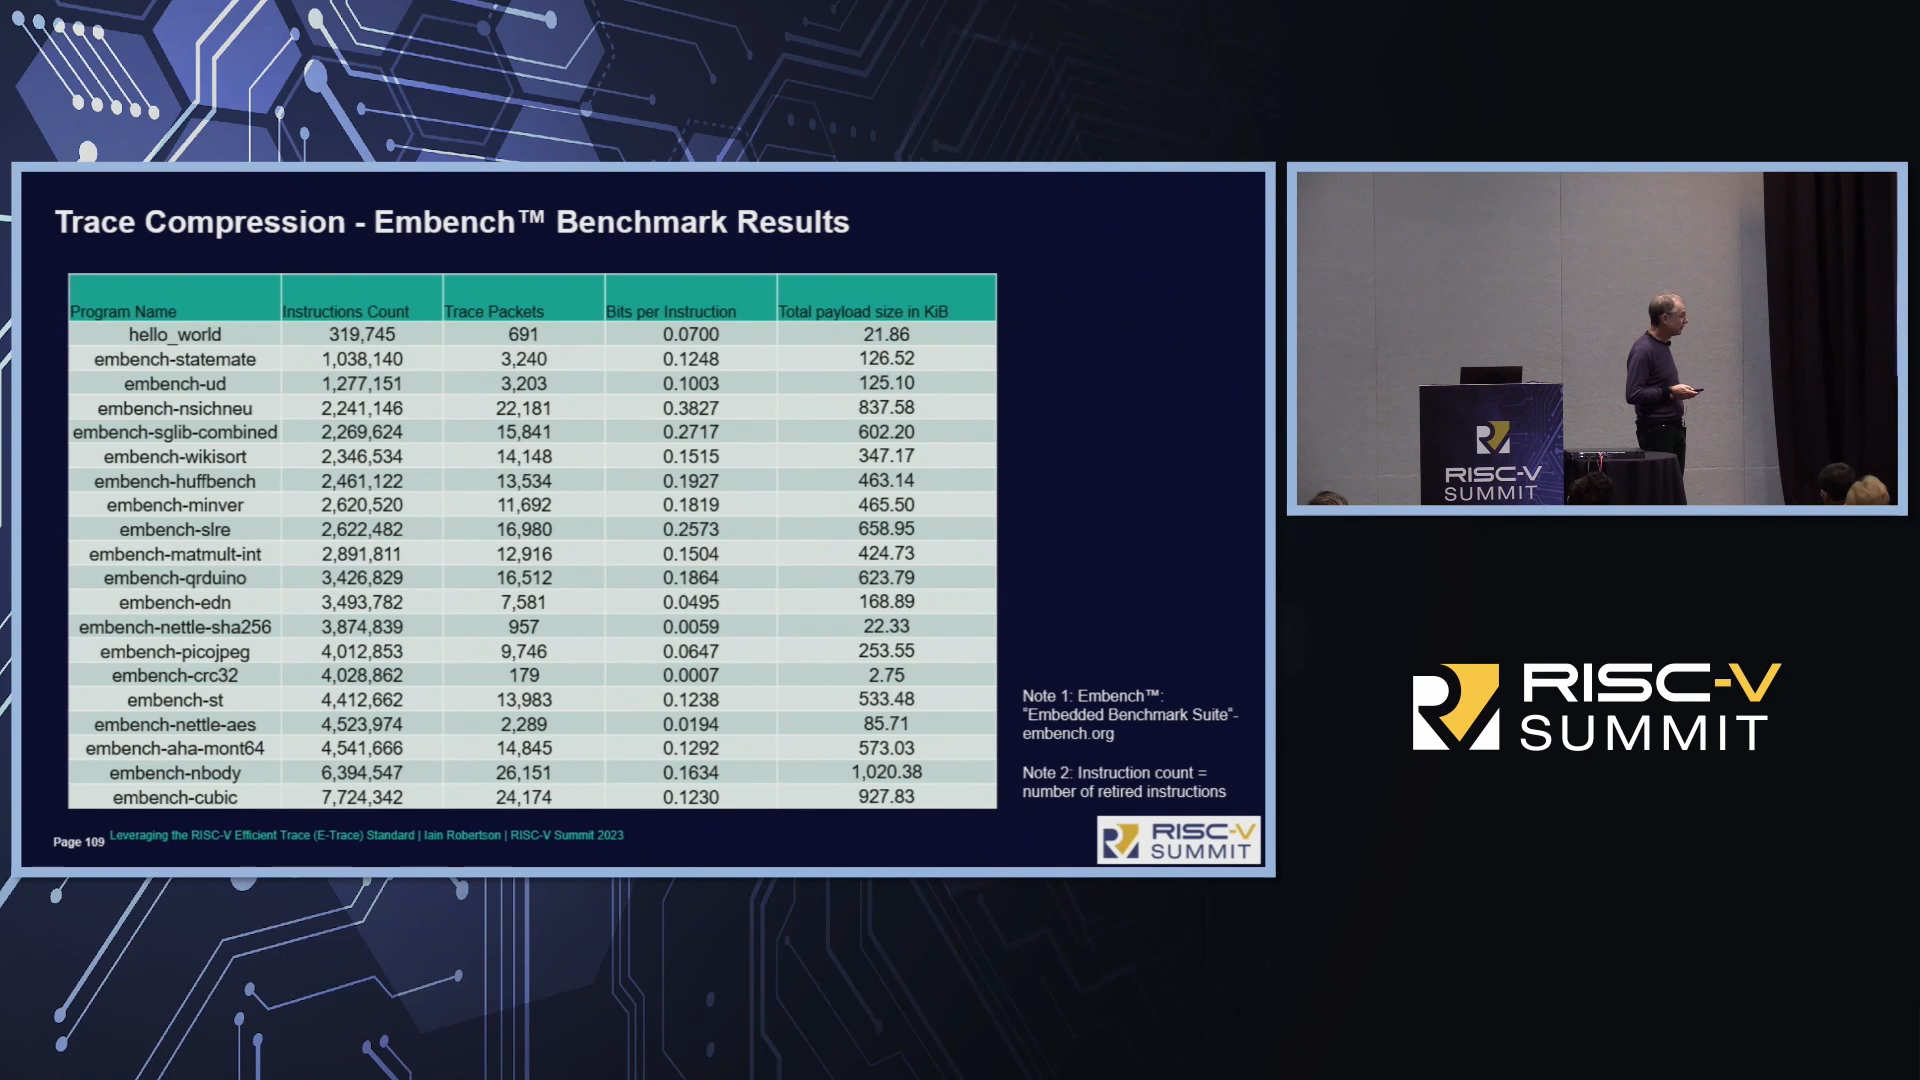 Trace Compression - Embench™ Benchmark Results
Program Name Instructions Count Trace Packets Bits per Instruction Total payload size in KiB
hello_world 319,745 691 0.0700 21.86
embench-statemate 1,038,140 3,240 0.1248 126.52
embench-ud 1,277,151 3,203 0.1003 125.10
embench-nsichneu 2,241,146 22,181 0.3827 837.58
embench-sglib-combined 2,269,624 15,841 0.2717 602.20
embench-wikisort 2,346,534 14,148 0.1515 347.17
embench-huffbench 2,461,122 13,534 0.1927 463.14
embench-minver 2,620,520 11,692 0.1819 465.50
embench-slre 2,622,482 16,980 0.2573 658.95
embench-matmult-int 2,891,811 12,916 0.1504 424.73
embench-qrduino 3,426,829 16,512 0.1864 623.79
embench-edn 3,493,782 7,581 0.0495 168.89
embench-nettle-sha256 3,874,839 957 0.0059 22.33
embench-picojpeg 4,012,853 9,746 0.0647 253.55
embench-crc32 4,028,862 179 0.0007 2.75
embench-st 4,412,662 13,983 0.1238 533.48
embench-nettle-aes 4,523,974 2,289 0.0194 85.71
embench-aha-mont64 4,541,666 14,845 0.1292 573.03
embench-nbody 6,394,547 26,151 0.1634 1,020.38
embench-cubic 7,724,342 24,174 0.1230 927.83
Note 1: Embench™:
"Embedded Benchmark Suite"-
embench.org
Note 2: Instruction count =
number of retired instructions
Page 109 Leveraging the RISC-V Efficient Trace (E-Trace) Standard | Iain Robertson | RISC-V Summit 2023
RISC-V
SUMMIT
RISC-V
SUMMIT
RISC-V
SUMMIT